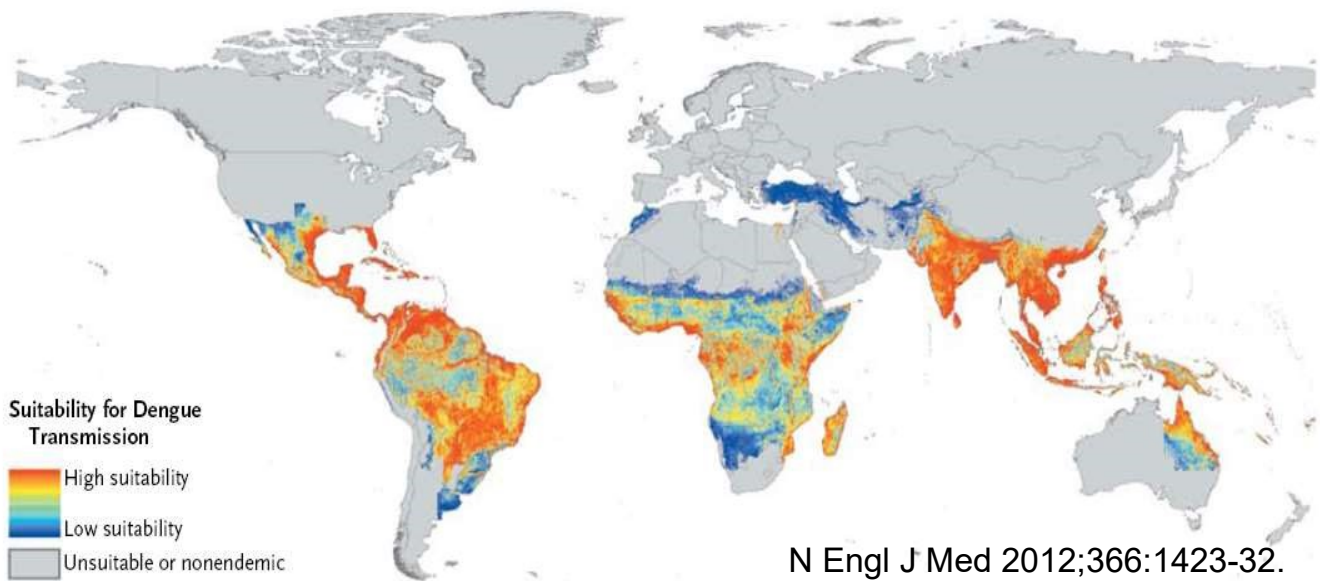 Suitability for Dengue
Transmission
High suitability
Low suitability
Unsuitable or nonendemic
N Engl J Med 2012;366:1423-32.